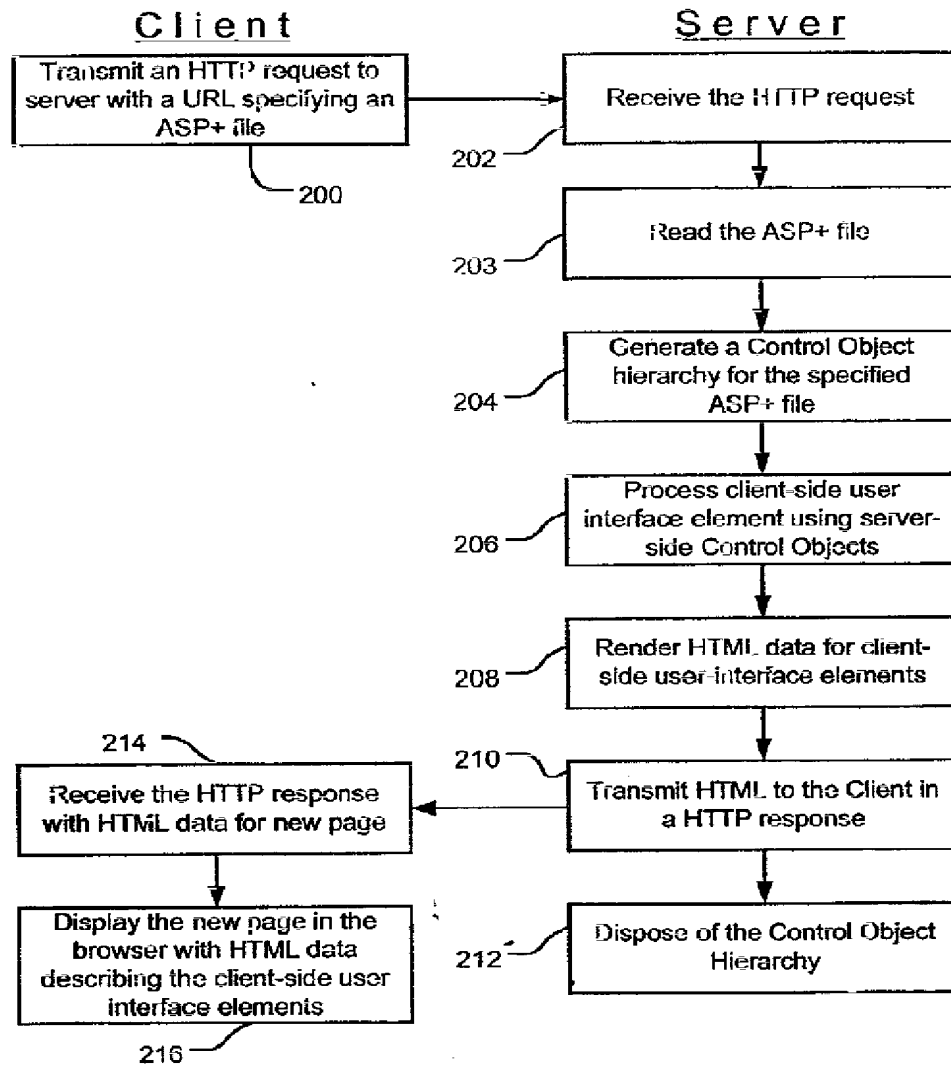 Client
Server
Transmit an HTTP request to
server with a URL specifying an
ASP+ file
200
Receive the HTTP request
202
Read the ASP+ file
203
Generate a Control Object
hierarchy for the specified
ASP+ file
204
Process client-side user
interface element using server-
side Control Objects
206
Render HTML data for client-
side user-interface elements
208
210
Transmit HTML to the Client in
a HTTP response
214
Receive the HTTP response
with HTML data for new page
Display the new page in the
browser with HTML data
describing the client-side user
interface elements
216
Dispose of the Control Object
Hierarchy
212